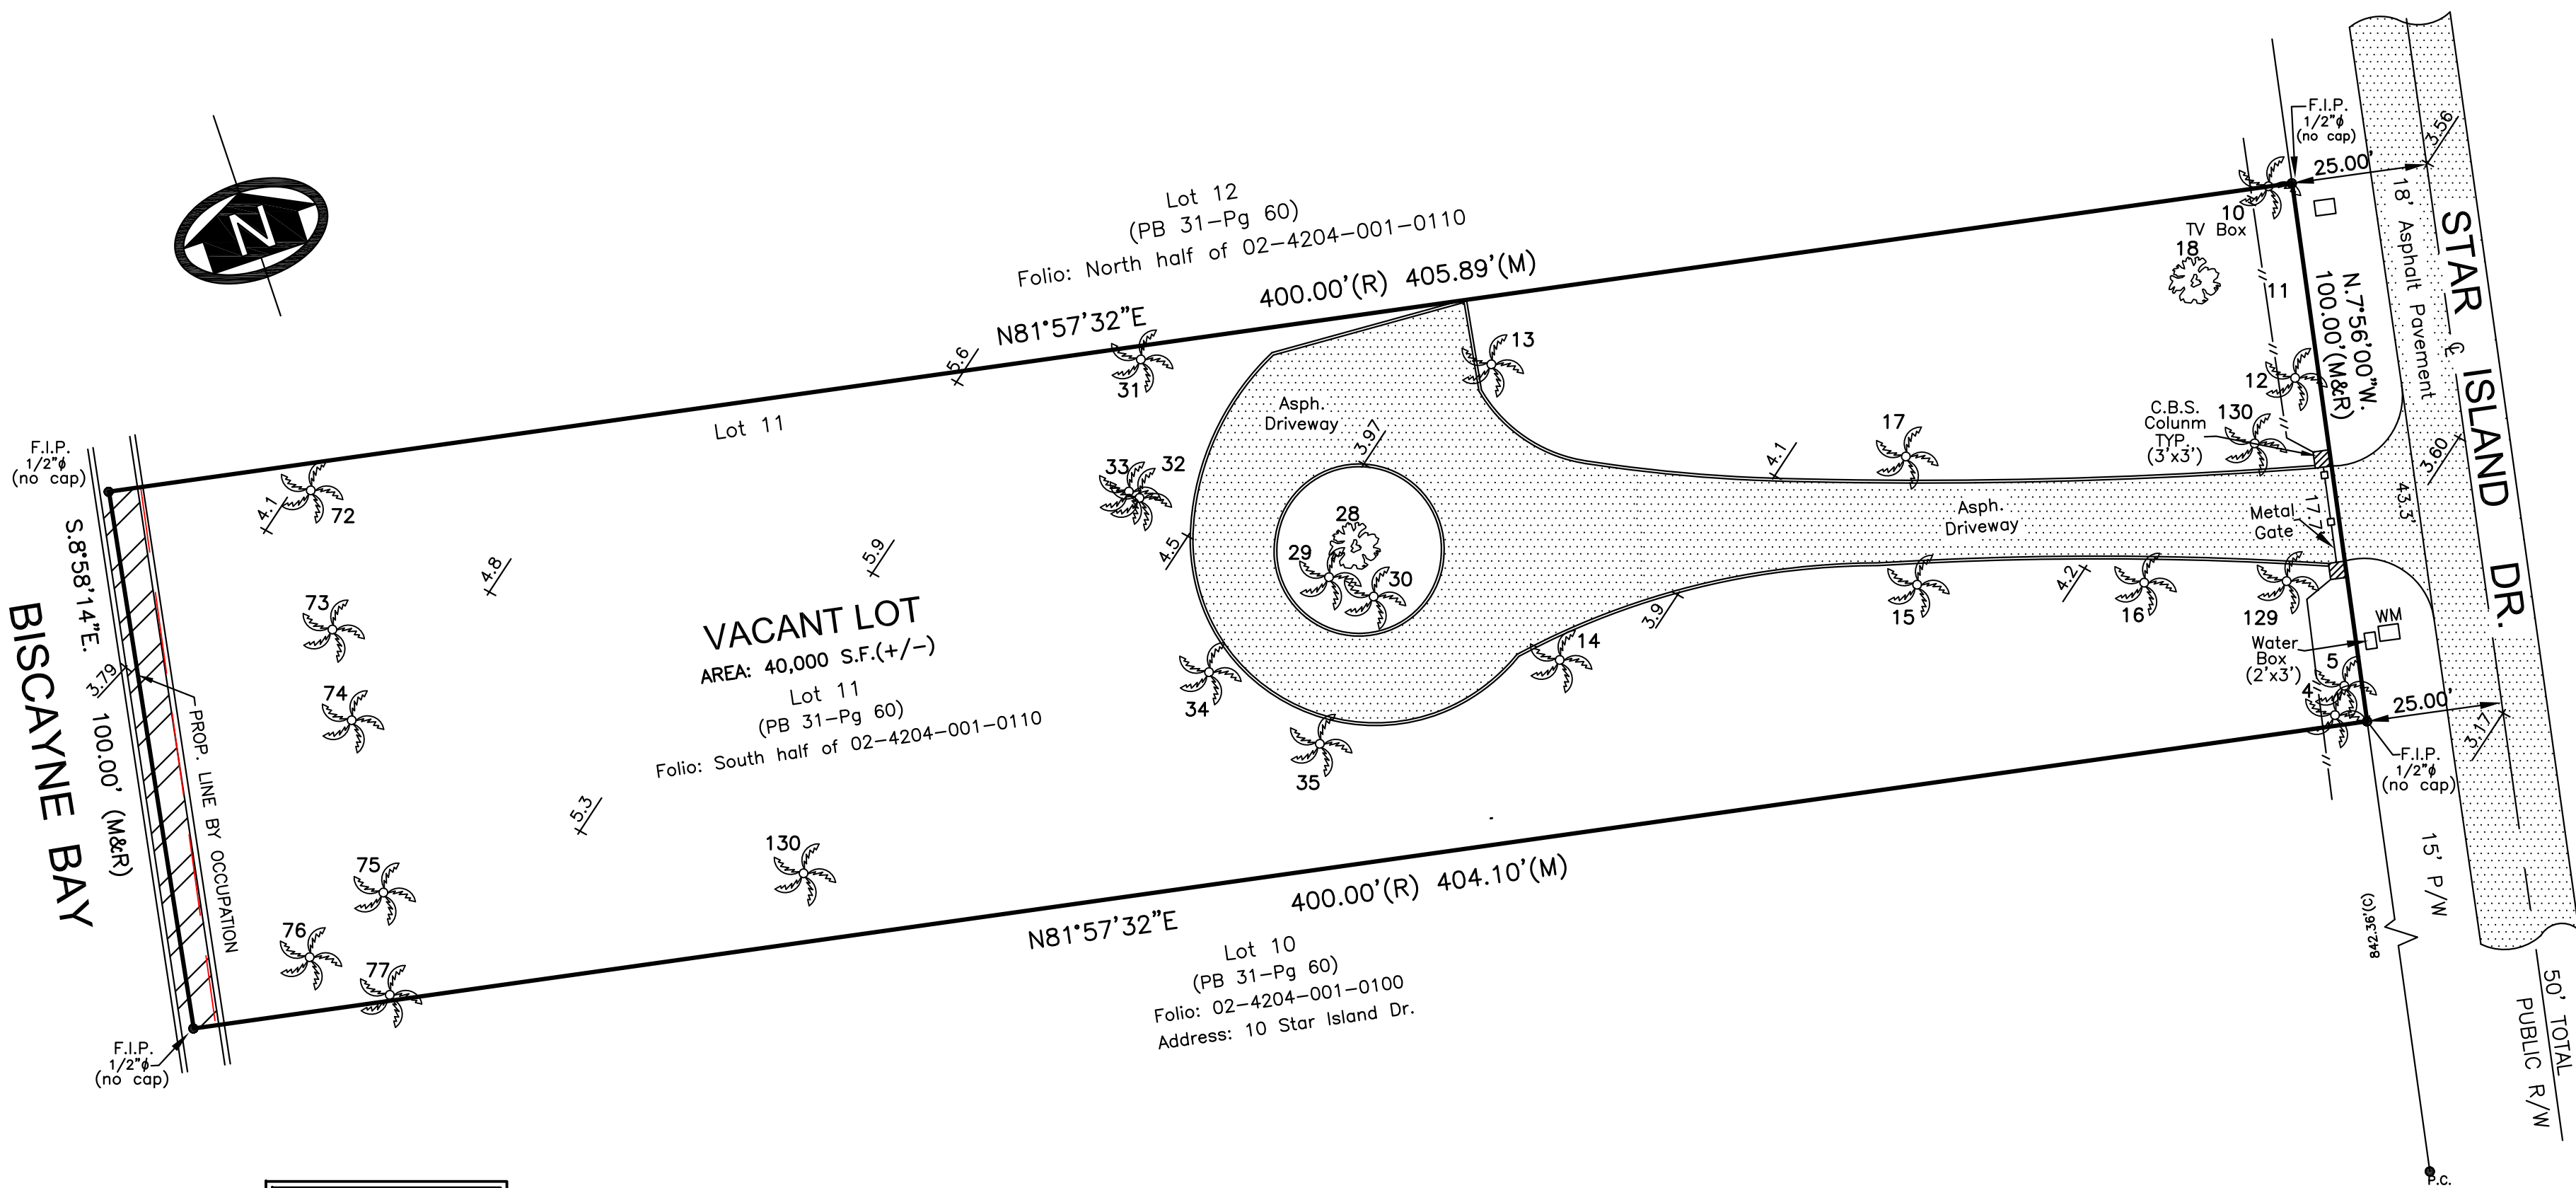 N
Lot 12
(PB 31-Pg 60)
Folio: North half of 02-4204-001-0110
400.00'(R) 405.89'(M)
N81°57'32"E
F.I.P.
1/2"ø
(no cap)
25.00'
3.56
18' Asphalt Pavement
STAR ISLAND DR.
℄
10
TV Box
18
11
N.7°56'00"W.
100.00'(M&R)
12
130
C.B.S.
Colunm
TYP.
(3'x3')
3.60
43.3'
17.7'
Metal
Gate
13
17
4.1
Asph.
Driveway
3.97
28
29
30
Asph.
Driveway
5.6
31
Lot 11
33
32
4.5
5.9
4.8
4.1
72
F.I.P.
1/2"ø
(no cap)
S.8°58'14"E.
100.00' (M&R)
3.79
BISCAYNE BAY
PROP. LINE BY OCCUPATION
73
74
75
76
77
VACANT LOT
AREA: 40,000 S.F.(+/-)
Lot 11
(PB 31-Pg 60)
Folio: South half of 02-4204-001-0110
5.3
130
34
35
14
3.9
15
4.2
16
129
WM
Water
Box
(2'x3')
5
4
25.00'
3.17
F.I.P.
1/2"ø
(no cap)
15' P/W
842.36'(C)
50' TOTAL
PUBLIC R/W
P.C.
400.00'(R) 404.10'(M)
N81°57'32"E
Lot 10
(PB 31-Pg 60)
Folio: 02-4204-001-0100
Address: 10 Star Island Dr.
F.I.P.
1/2"ø
(no cap)